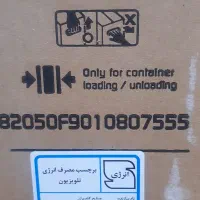 Only for container
loading / unloading
82050F9010807555
برچسب مصرف انرژی
تلویزیون
انرژی